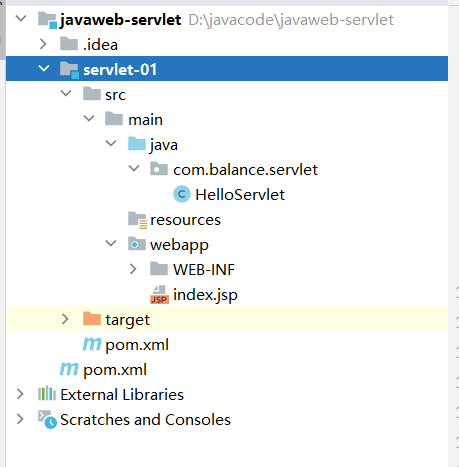 javaweb-servlet D:\javacode\javaweb-servlet
.idea
servlet-01
src
main
java
com.balance.servlet
C HelloServlet
resources
webapp
WEB-INF
JSP index.jsp
target
m pom.xml
m pom.xml
External Libraries
Scratches and Consoles